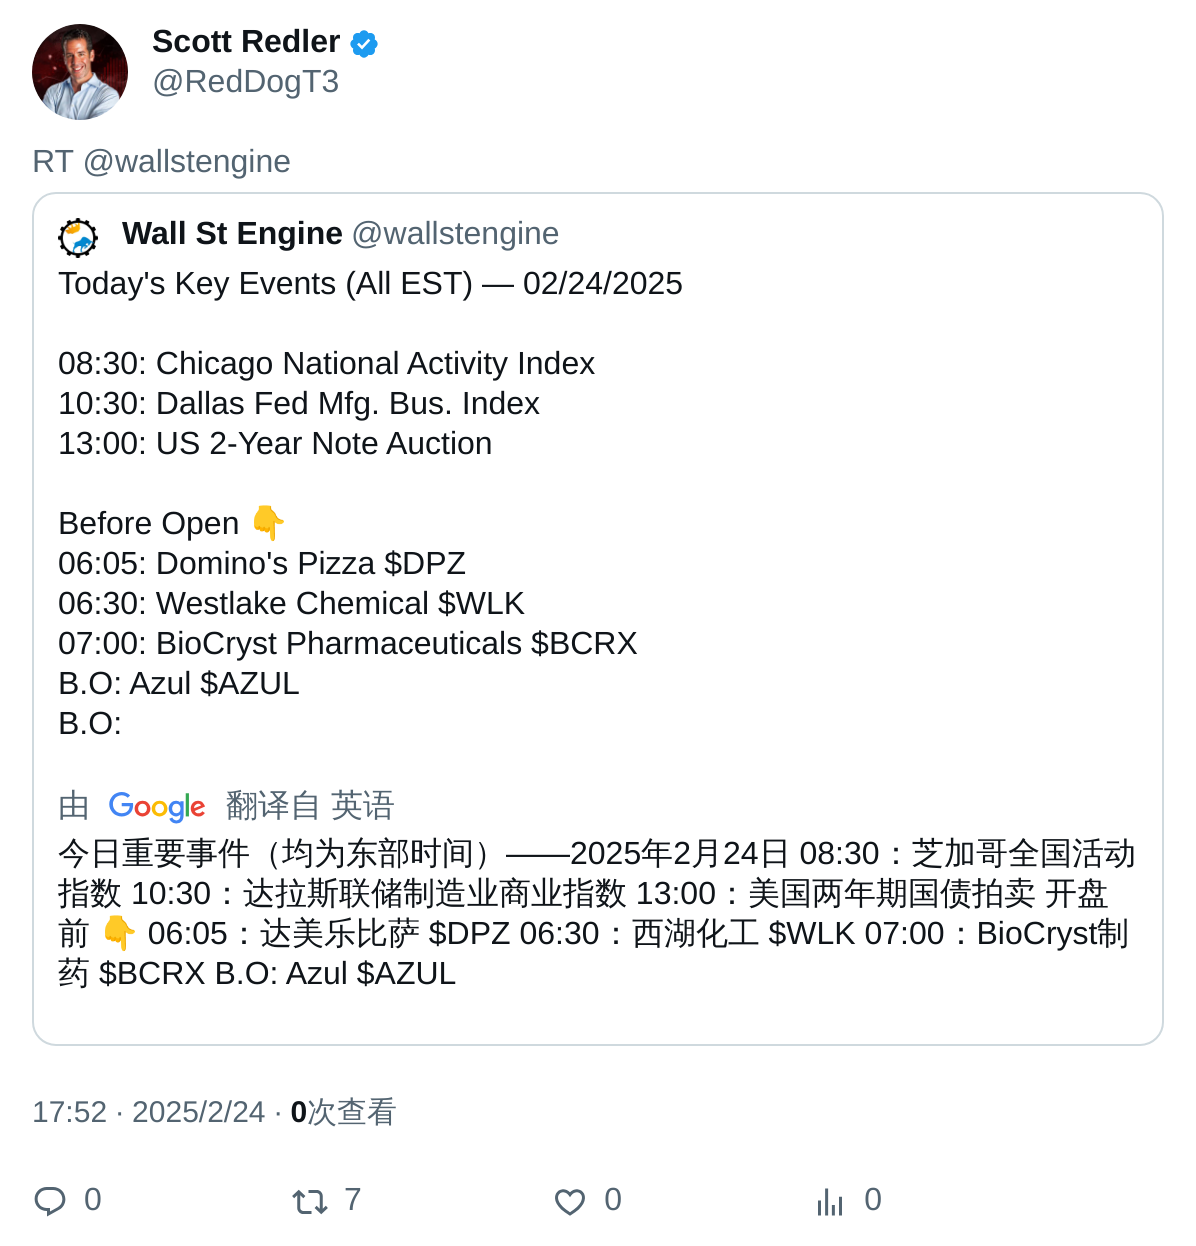 Scott Redler
@RedDogT3
RT @wallstengine
Wall St Engine @wallstengine
Today's Key Events (All EST) — 02/24/2025
08:30: Chicago National Activity Index
10:30: Dallas Fed Mfg. Bus. Index
13:00: US 2-Year Note Auction
Before Open 👇
06:05: Domino's Pizza $DPZ
06:30: Westlake Chemical $WLK
07:00: BioCryst Pharmaceuticals $BCRX
B.O: Azul $AZUL
B.O:
由 Google 翻译自 英语
今日重要事件（均为东部时间）——2025年2月24日 08:30：芝加哥全国活动
指数 10:30：达拉斯联储制造业商业指数 13:00：美国两年期国债拍卖 开盘
前 👇 06:05：达美乐比萨 $DPZ 06:30：西湖化工 $WLK 07:00：BioCryst制
药 $BCRX B.O: Azul $AZUL
17:52 · 2025/2/24 · 0次查看
0 7 0 0